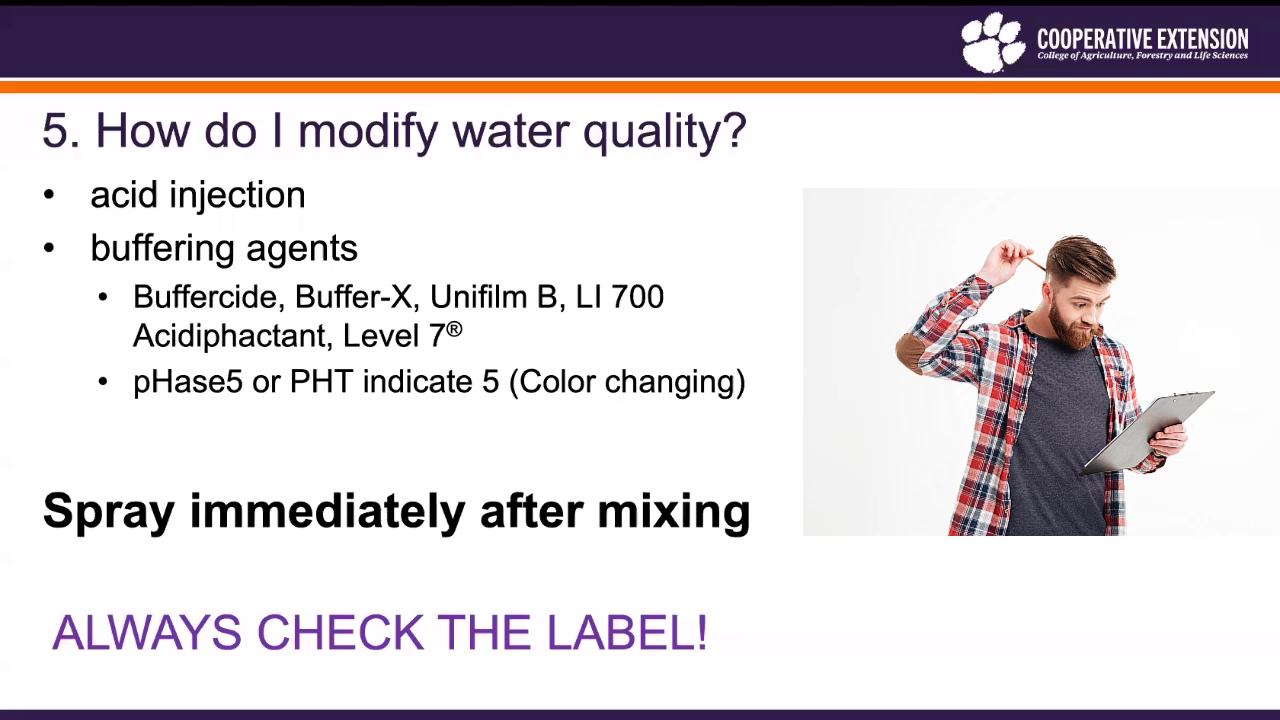 COOPERATIVE EXTENSION
College of Agriculture, Forestry and Life Sciences
5. How do I modify water quality?
• acid injection
• buffering agents
• Buffercide, Buffer-X, Unifilm B, LI 700
Acidiphactant, Level 7®
• pHase5 or PHT indicate 5 (Color changing)
Spray immediately after mixing
ALWAYS CHECK THE LABEL!